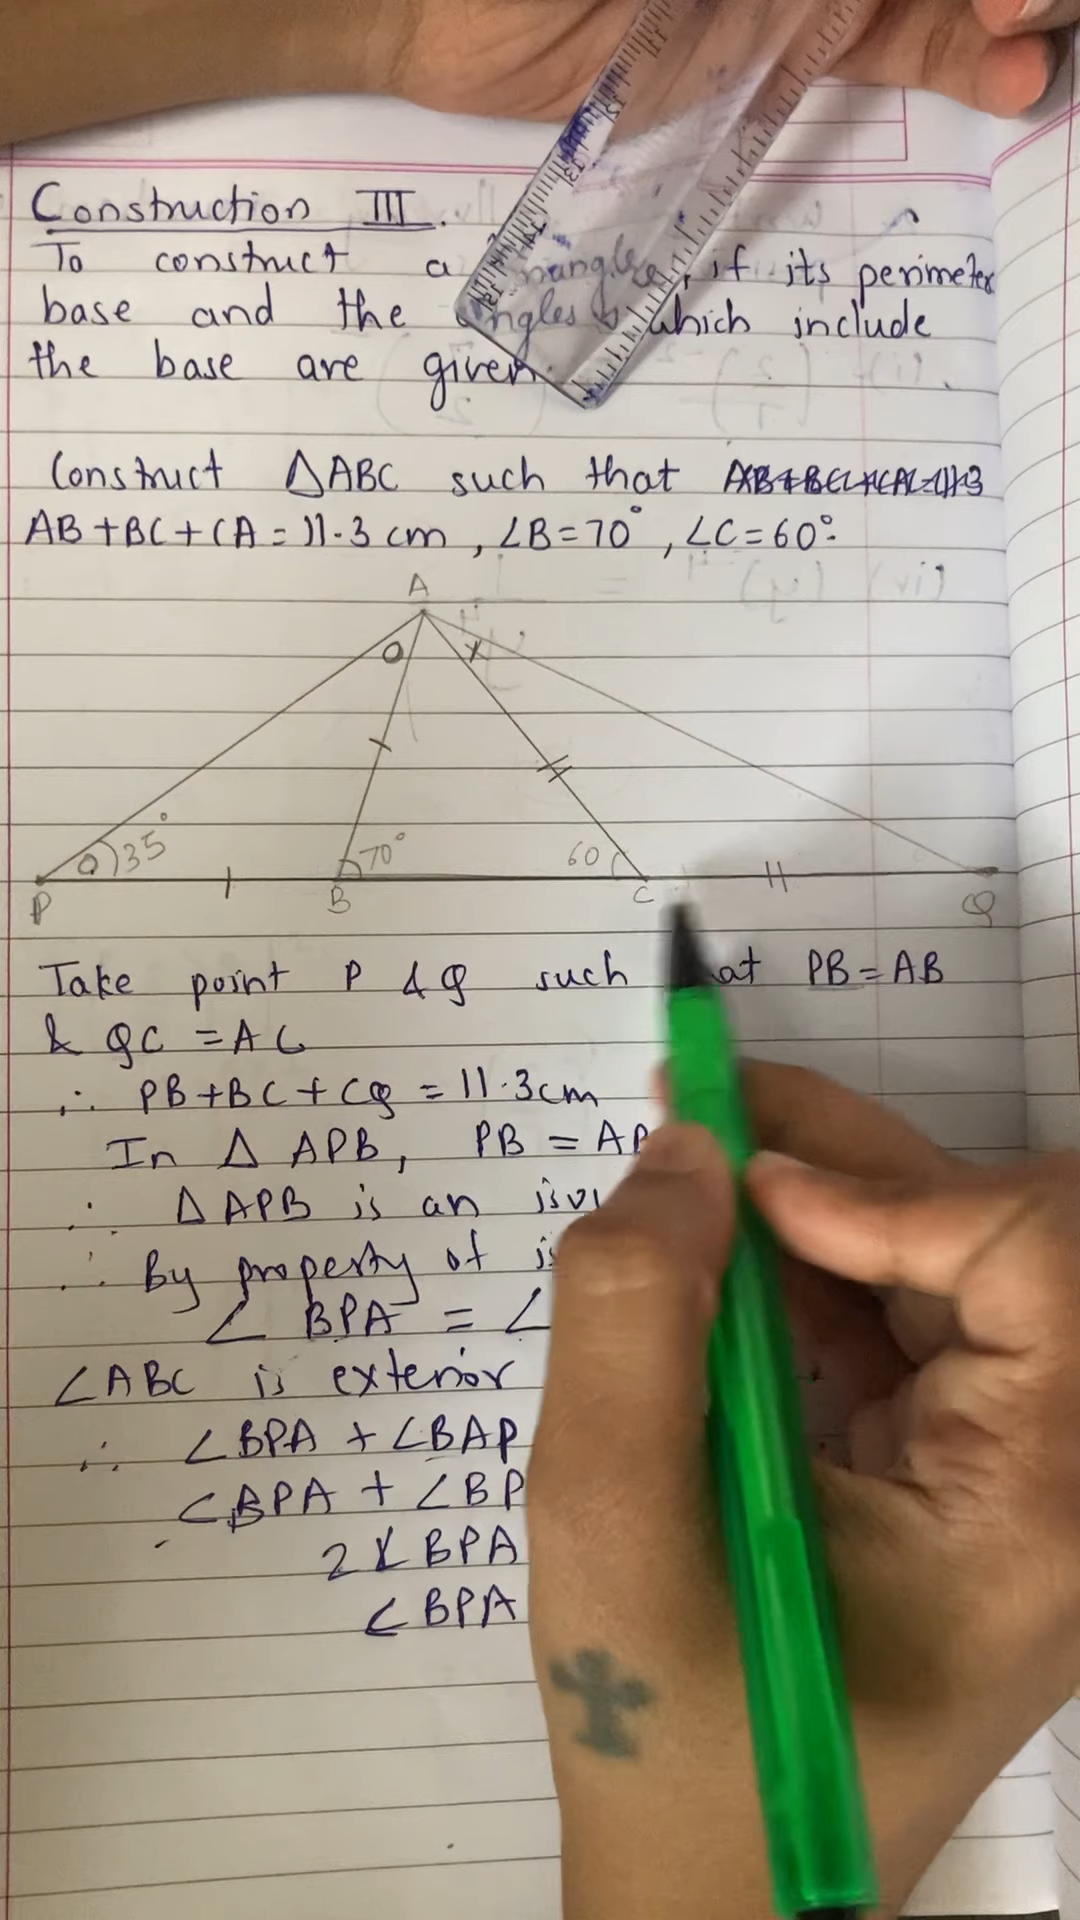 Construction III.
To construct a triangle, if its perimeter
base and the angles which include
the base are given.
Construct △ABC such that
AB+BC+CA=11.3 cm, ∠B=70°, ∠C=60°.
A
O
x
O 35°
70°
60
P
B
C
Q
Take point P & Q such at PB=AB
& QC =AC
∴ PB+BC+CQ = 11.3cm
In △ APB, PB = AB
∴ △APB is an
∴ By property of
∠ BPA = ∠
∠ABC is exterior
∴ ∠BPA + ∠BAP
∠BPA + ∠BP
2∠BPA
∠BPA